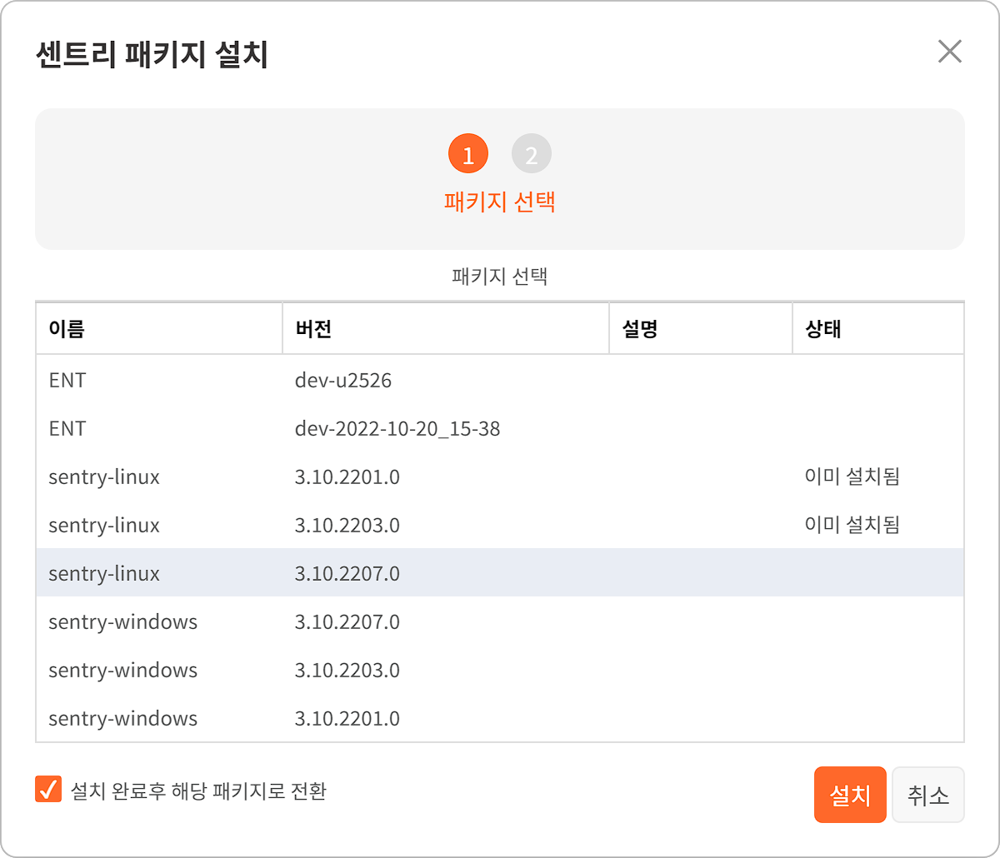 센트리 패키지 설치
1 2
패키지 선택
패키지 선택
이름 버전 설명 상태
ENT dev-u2526
ENT dev-2022-10-20_15-38
sentry-linux 3.10.2201.0 이미 설치됨
sentry-linux 3.10.2203.0 이미 설치됨
sentry-linux 3.10.2207.0
sentry-windows 3.10.2207.0
sentry-windows 3.10.2203.0
sentry-windows 3.10.2201.0
설치 완료후 해당 패키지로 전환
설치 취소